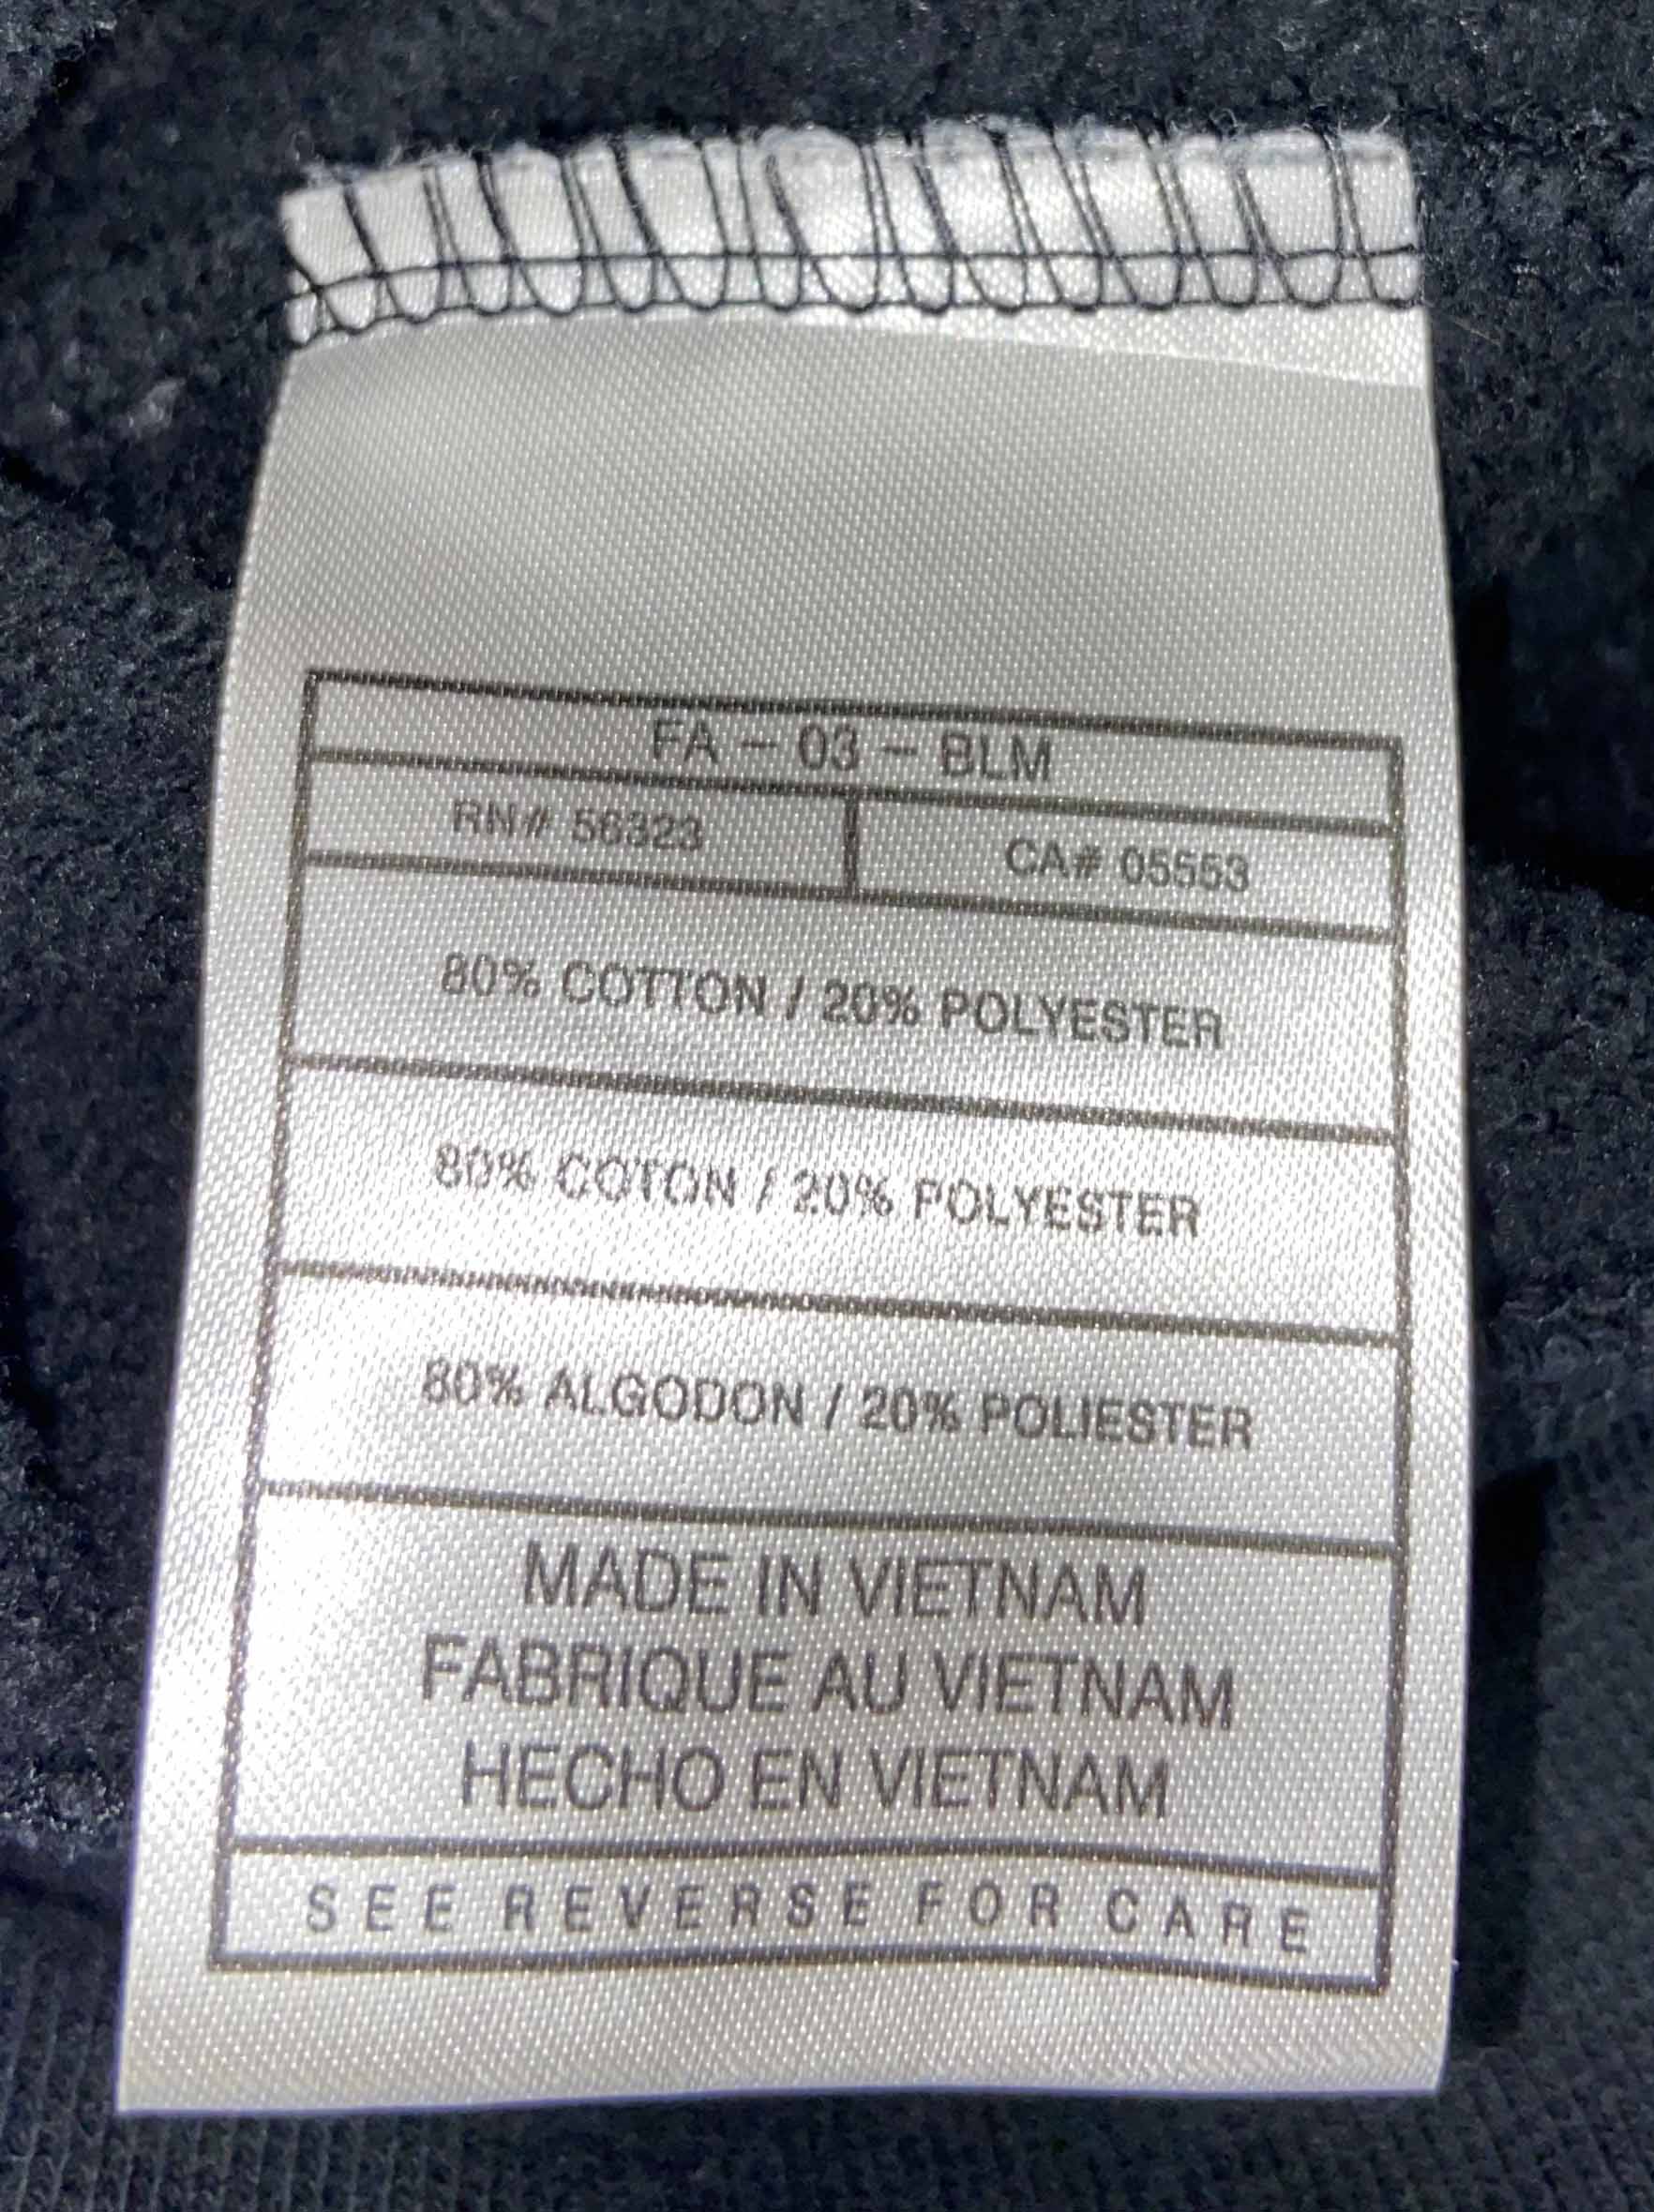 FA - 03 - BLM
RN# 56323
CA# 05553
80% COTTON / 20% POLYESTER
80% COTON / 20% POLYESTER
80% ALGODON / 20% POLIESTER
MADE IN VIETNAM
FABRIQUE AU VIETNAM
HECHO EN VIETNAM
SEE REVERSE FOR CARE